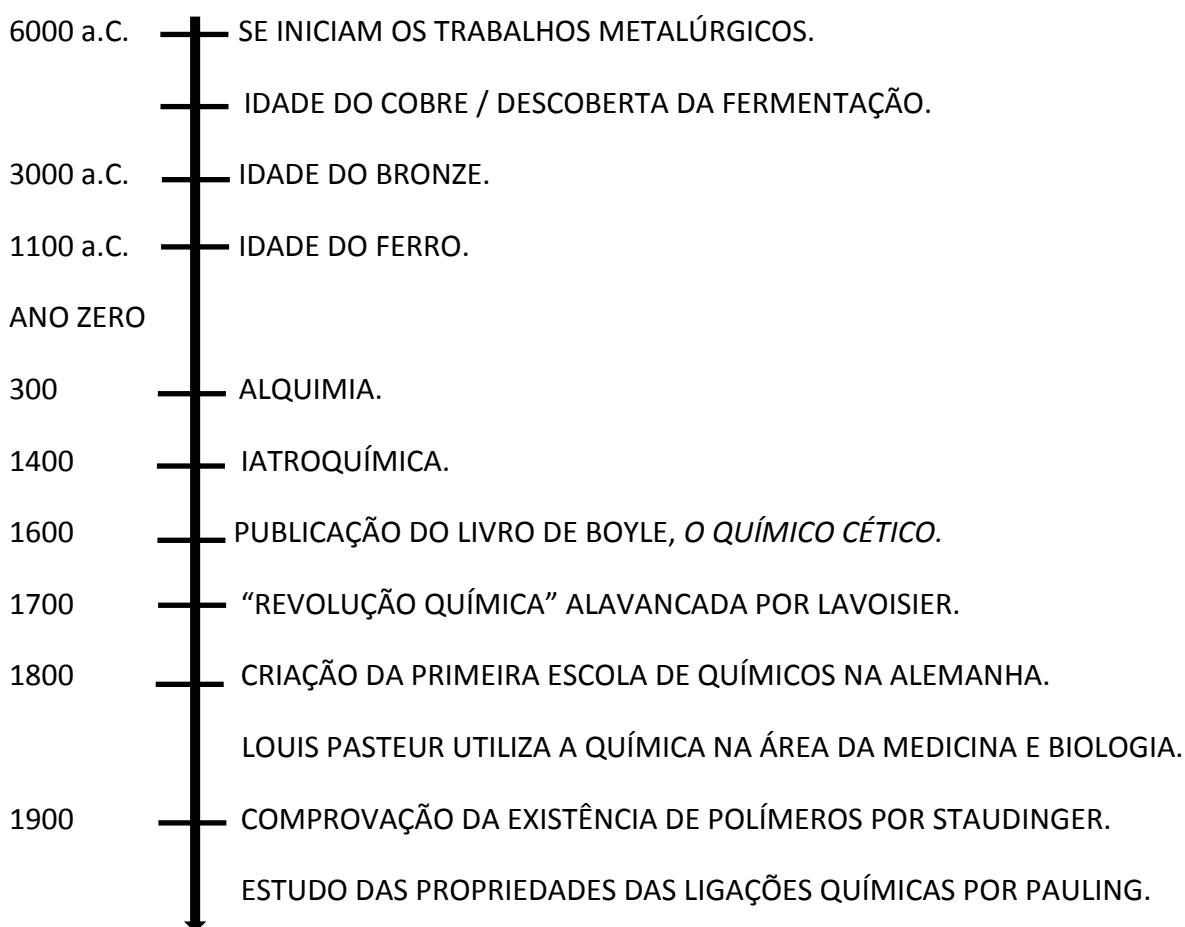 6000 a.C. SE INICIAM OS TRABALHOS METALÚRGICOS.
IDADE DO COBRE / DESCOBERTA DA FERMENTAÇÃO.
3000 a.C. IDADE DO BRONZE.
1100 a.C. IDADE DO FERRO.
ANO ZERO
300 ALQUIMIA.
1400 IATROQUÍMICA.
1600 PUBLICAÇÃO DO LIVRO DE BOYLE, O QUÍMICO CÉTICO.
1700 “REVOLUÇÃO QUÍMICA” ALAVANCADA POR LAVOISIER.
1800 CRIAÇÃO DA PRIMEIRA ESCOLA DE QUÍMICOS NA ALEMANHA.
LOUIS PASTEUR UTILIZA A QUÍMICA NA ÁREA DA MEDICINA E BIOLOGIA.
1900 COMPROVAÇÃO DA EXISTÊNCIA DE POLÍMEROS POR STAUDINGER.
ESTUDO DAS PROPRIEDADES DAS LIGAÇÕES QUÍMICAS POR PAULING.